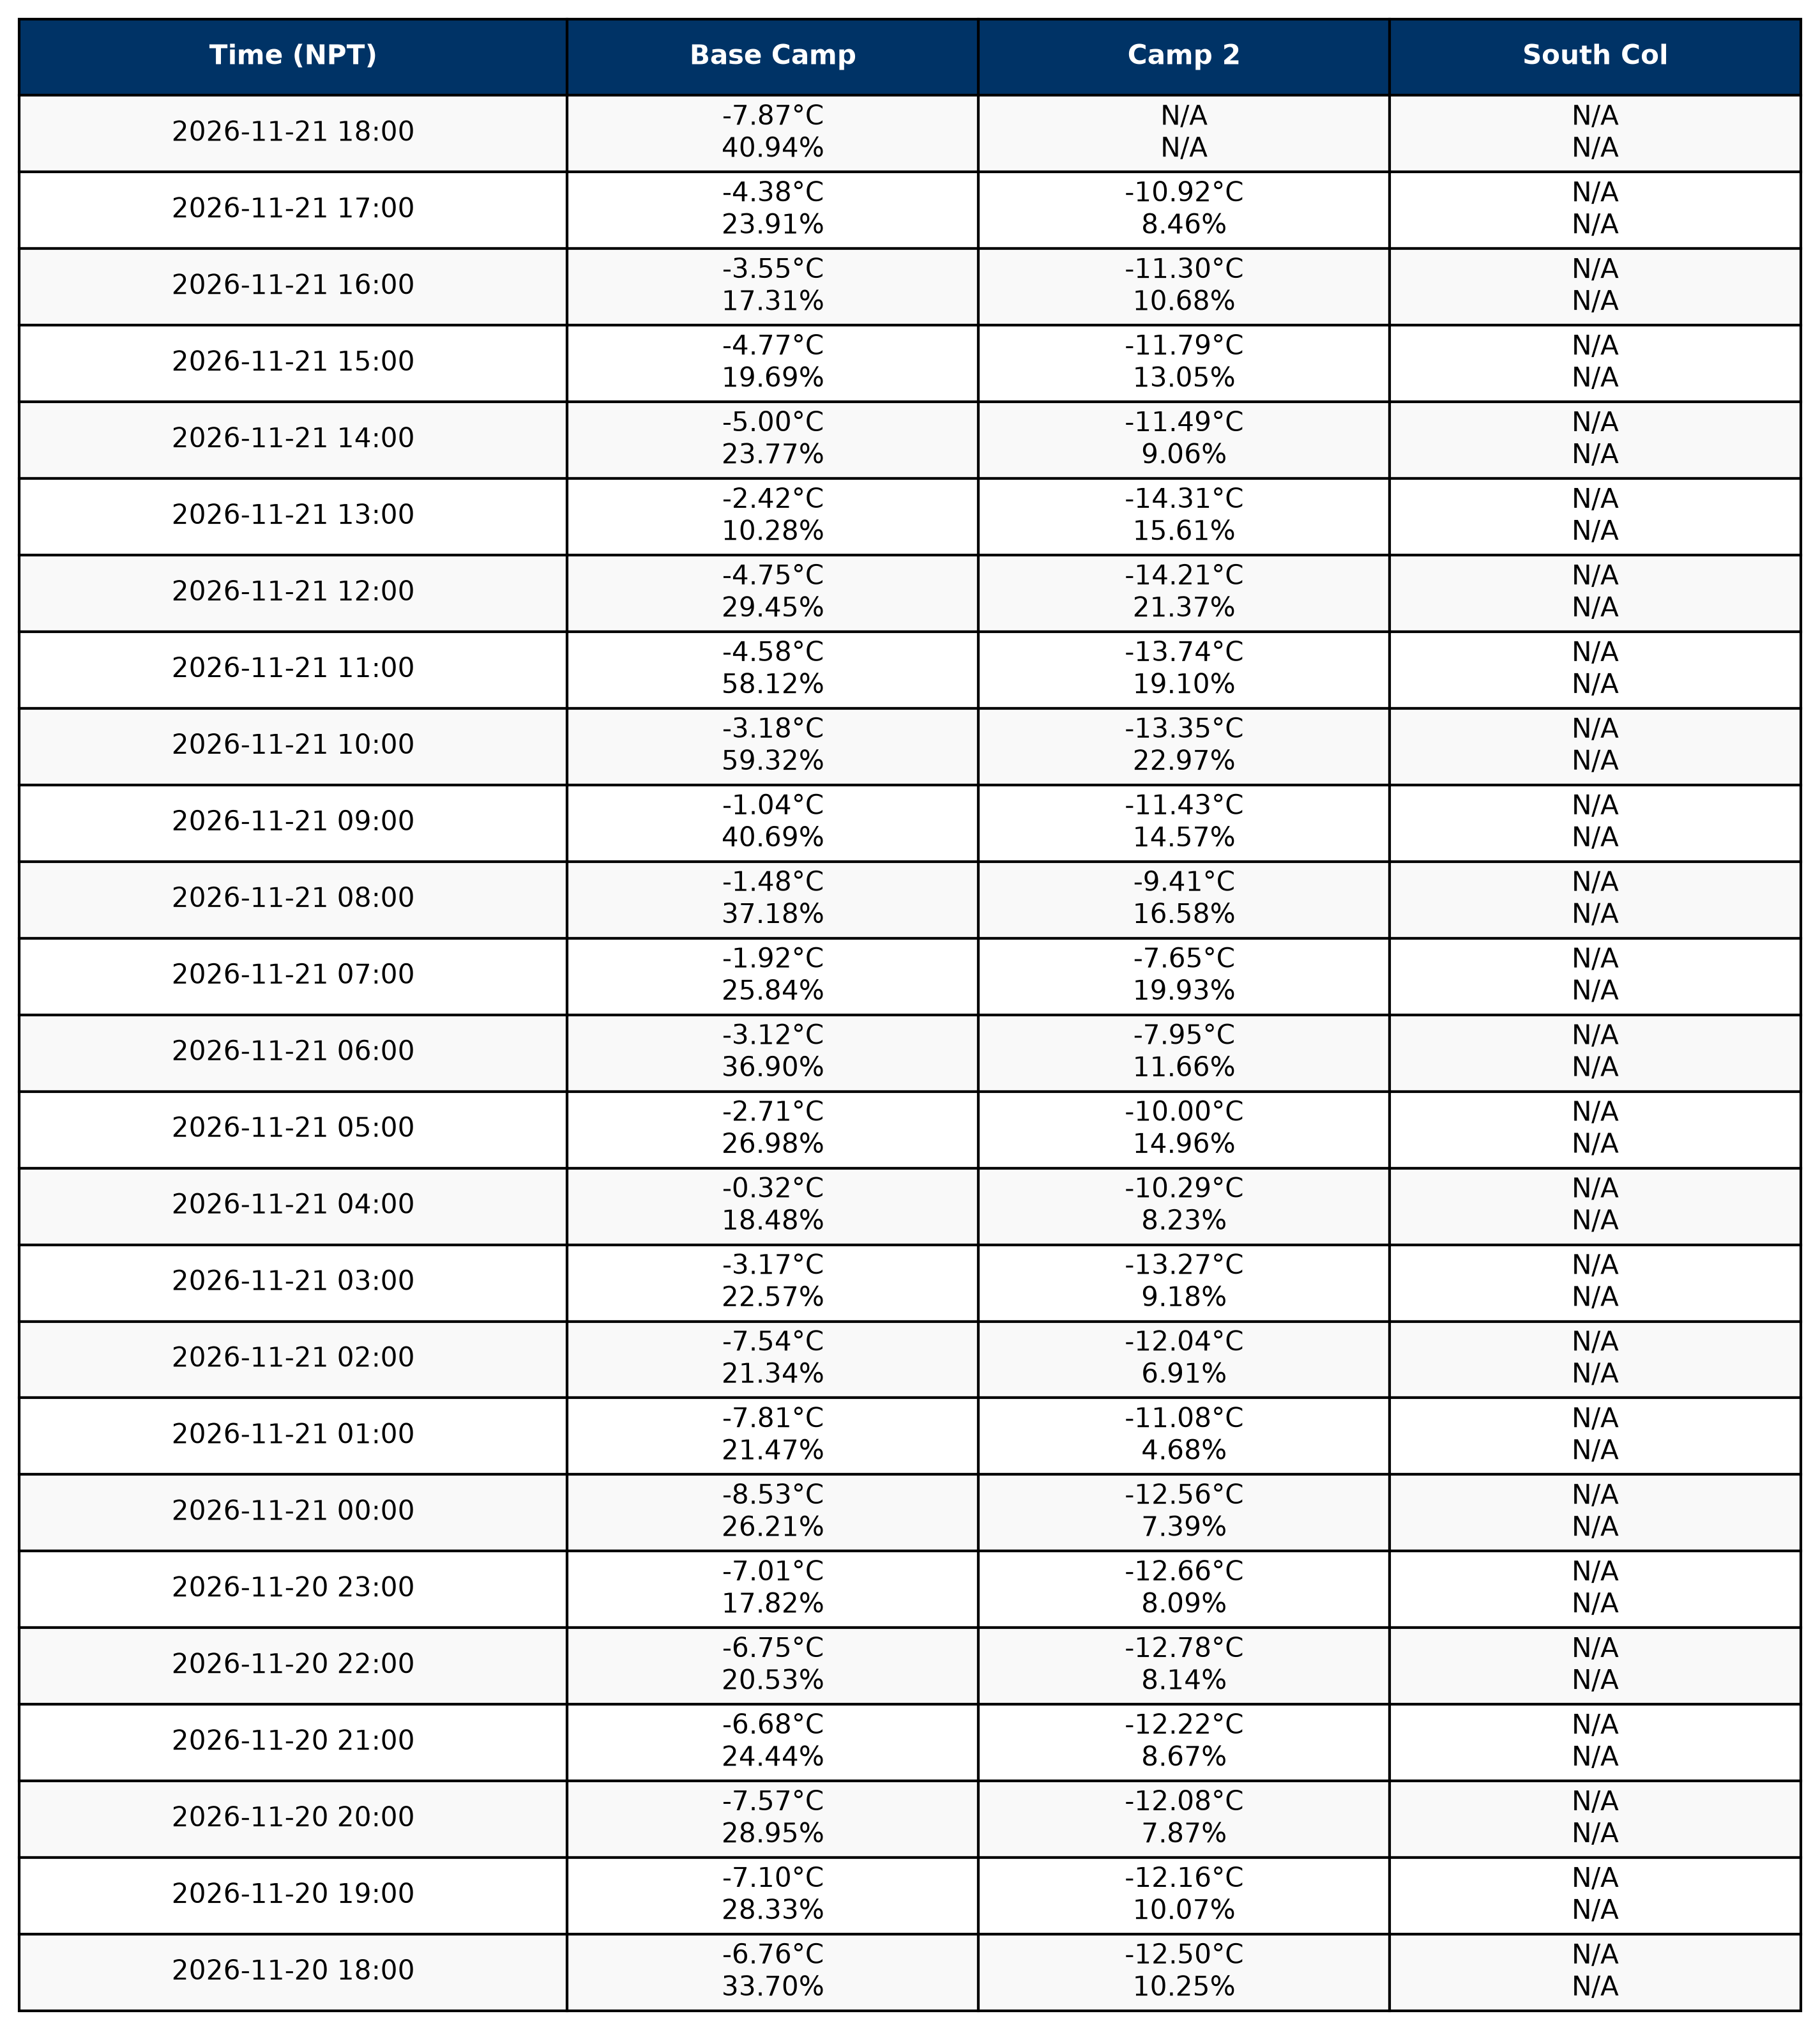 Time (NPT) Base Camp Camp 2 South Col
2026-11-21 18:00 -7.87°C N/A N/A
40.94% N/A N/A
2026-11-21 17:00 -4.38°C -10.92°C N/A
23.91% 8.46% N/A
2026-11-21 16:00 -3.55°C -11.30°C N/A
17.31% 10.68% N/A
2026-11-21 15:00 -4.77°C -11.79°C N/A
19.69% 13.05% N/A
2026-11-21 14:00 -5.00°C -11.49°C N/A
23.77% 9.06% N/A
2026-11-21 13:00 -2.42°C -14.31°C N/A
10.28% 15.61% N/A
2026-11-21 12:00 -4.75°C -14.21°C N/A
29.45% 21.37% N/A
2026-11-21 11:00 -4.58°C -13.74°C N/A
58.12% 19.10% N/A
2026-11-21 10:00 -3.18°C -13.35°C N/A
59.32% 22.97% N/A
2026-11-21 09:00 -1.04°C -11.43°C N/A
40.69% 14.57% N/A
2026-11-21 08:00 -1.48°C -9.41°C N/A
37.18% 16.58% N/A
2026-11-21 07:00 -1.92°C -7.65°C N/A
25.84% 19.93% N/A
2026-11-21 06:00 -3.12°C -7.95°C N/A
36.90% 11.66% N/A
2026-11-21 05:00 -2.71°C -10.00°C N/A
26.98% 14.96% N/A
2026-11-21 04:00 -0.32°C -10.29°C N/A
18.48% 8.23% N/A
2026-11-21 03:00 -3.17°C -13.27°C N/A
22.57% 9.18% N/A
2026-11-21 02:00 -7.54°C -12.04°C N/A
21.34% 6.91% N/A
2026-11-21 01:00 -7.81°C -11.08°C N/A
21.47% 4.68% N/A
2026-11-21 00:00 -8.53°C -12.56°C N/A
26.21% 7.39% N/A
2026-11-20 23:00 -7.01°C -12.66°C N/A
17.82% 8.09% N/A
2026-11-20 22:00 -6.75°C -12.78°C N/A
20.53% 8.14% N/A
2026-11-20 21:00 -6.68°C -12.22°C N/A
24.44% 8.67% N/A
2026-11-20 20:00 -7.57°C -12.08°C N/A
28.95% 7.87% N/A
2026-11-20 19:00 -7.10°C -12.16°C N/A
28.33% 10.07% N/A
2026-11-20 18:00 -6.76°C -12.50°C N/A
33.70% 10.25% N/A